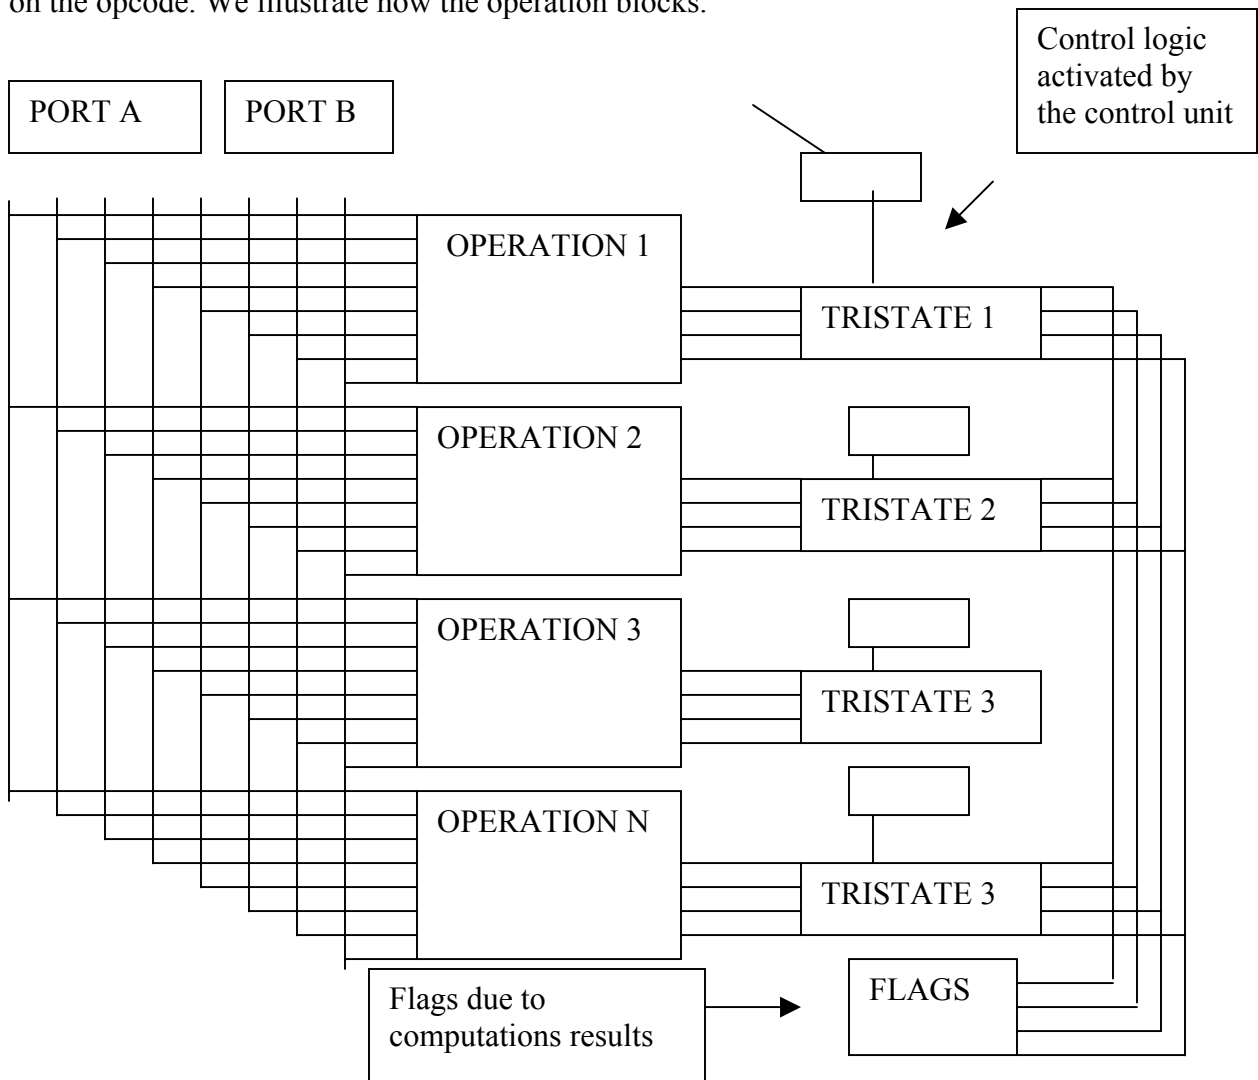 on the opcode. We illustrate how the operation blocks.
Control logic
activated by
the control unit
PORT A
PORT B
OPERATION 1
TRISTATE 1
OPERATION 2
TRISTATE 2
OPERATION 3
TRISTATE 3
OPERATION N
TRISTATE 3
FLAGS
Flags due to
computations results